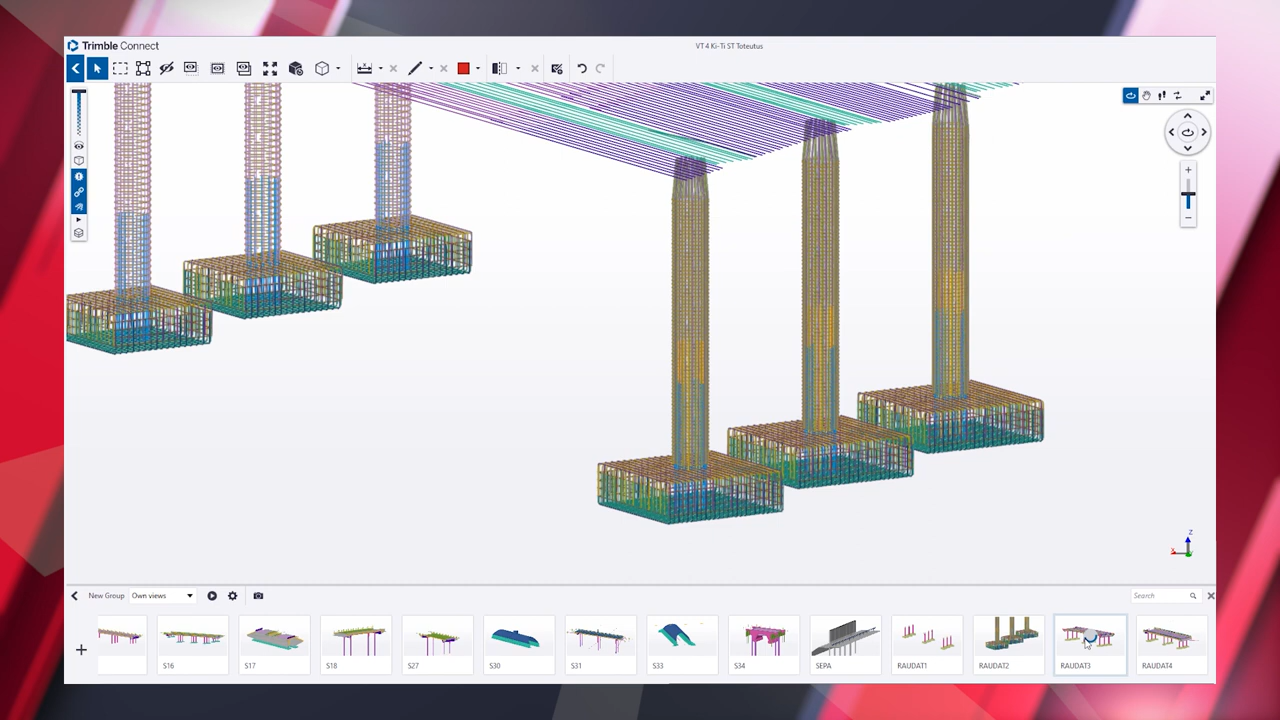 Trimble Connect
VT4 Ki-Ti ST Toteutus
Z
New Group
Own views
Search
S16
S17
S18
S27
S30
S31
S33
S34
SEPA
RAUDAT1
RAUDAT2
RAUDAT3
RAUDAT4